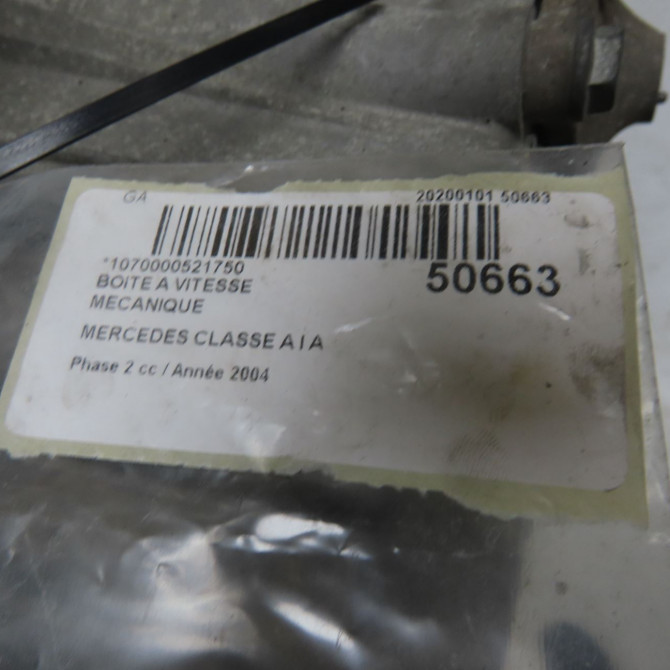 GA 20200101 50663
*1070000521750
50663
BOITE A VITESSE
MECANIQUE
MERCEDES CLASSE A I A
Phase 2 cc / Année 2004